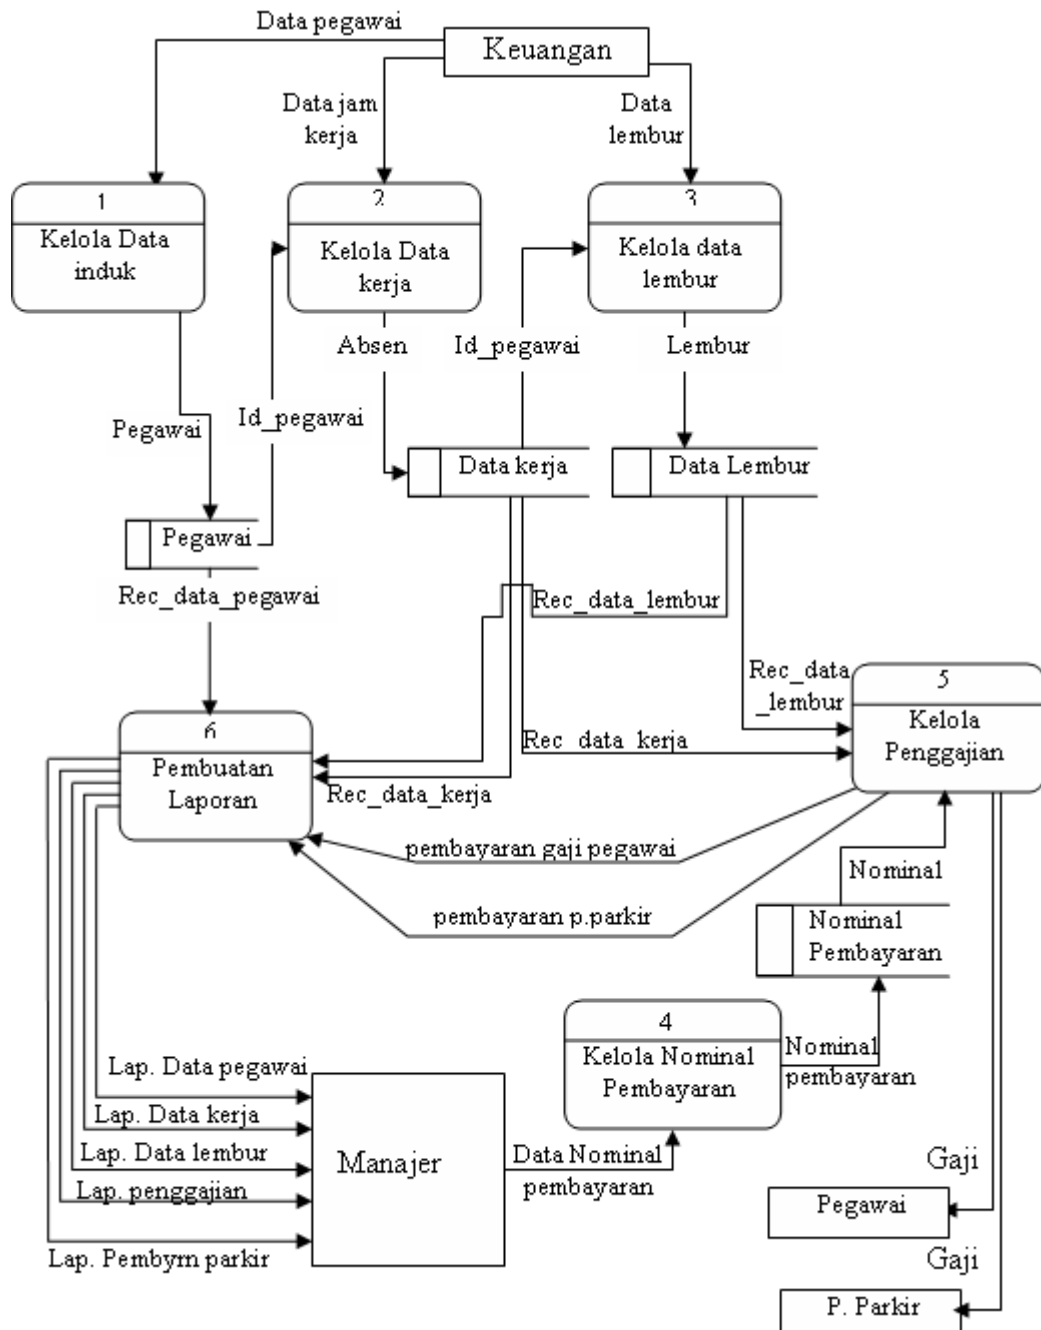 Data pegawai
Keuangan
Data jam
kerja
Data
lembur
1
Kelola Data
induk
2
Kelola Data
kerja
3
Kelola data
lembur
Absen
Id_pegawai
Lembur
Id_pegawai
Pegawai
Data kerja
Data Lembur
Pegawai
Rec_data_pegawai
Rec_data_lembur
Rec_data
_lembur
5
Kelola
Penggajian
6
Pembuatan
Laporan
Rec_data_kerja
Rec_data_kerja
pembayaran gaji pegawai
Nominal
pembayaran p.parkir
Nominal
Pembayaran
4
Kelola Nominal
Pembayaran
Nominal
pembayaran
Lap. Data pegawai
Lap. Data kerja
Lap. Data lembur
Lap. penggajian
Lap. Pembyrn parkir
Manajer
Data Nominal
pembayaran
Gaji
Pegawai
Gaji
P. Parkir